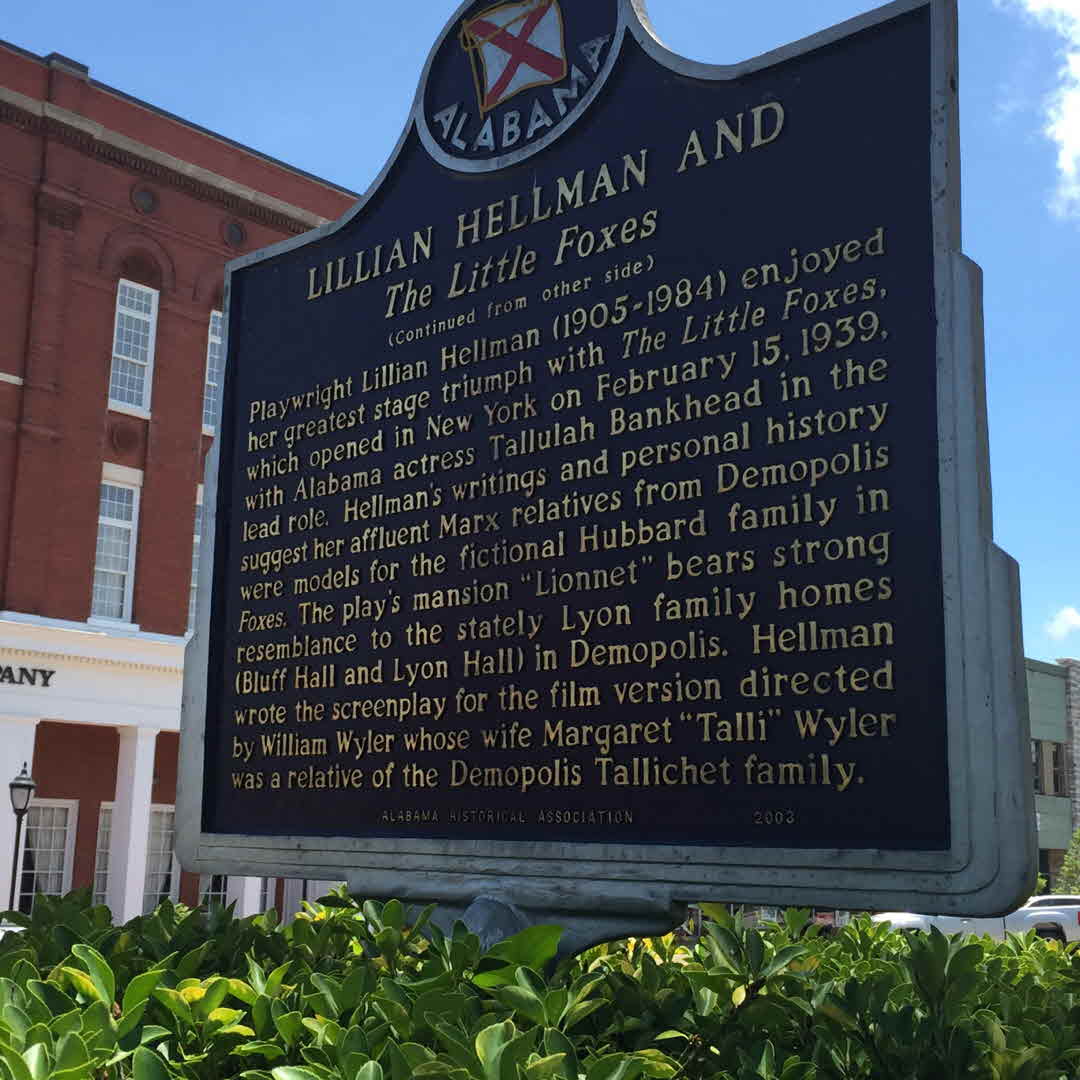 ALABAMA
LILLIAN HELLMAN AND
The Little Foxes
(Continued from other side)
Playwright Lillian Hellman (1905-1984) enjoyed
her greatest stage triumph with The Little Foxes,
which opened in New York on February 15, 1939,
with Alabama actress Tallulah Bankhead in the
lead role. Hellman's writings and personal history
suggest her affluent Marx relatives from Demopolis
were models for the fictional Hubbard family in
Foxes. The play's mansion "Lionnet" bears strong
resemblance to the stately Lyon family homes
(Bluff Hall and Lyon Hall) in Demopolis. Hellman
wrote the screenplay for the film version directed
by William Wyler whose wife Margaret "Talli" Wyler
was a relative of the Demopolis Tallichet family.
ALABAMA HISTORICAL ASSOCIATION 2003
PANY